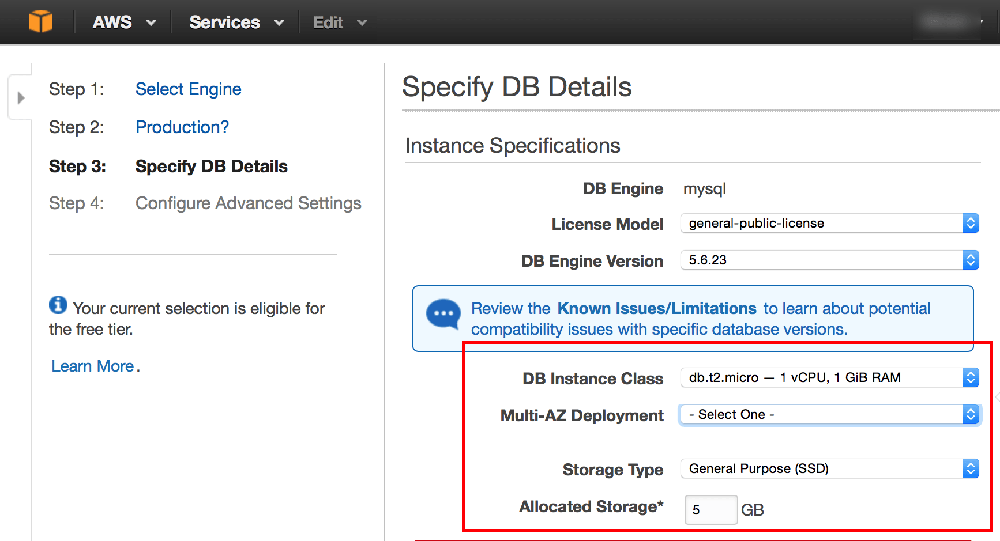 AWS Services Edit
Step 1: Select Engine
Step 2: Production?
Step 3: Specify DB Details
Step 4: Configure Advanced Settings
Your current selection is eligible for
the free tier.
Learn More.
Specify DB Details
Instance Specifications
DB Engine mysql
License Model general-public-license
DB Engine Version 5.6.23
Review the Known Issues/Limitations to learn about potential
compatibility issues with specific database versions.
DB Instance Class db.t2.micro — 1 vCPU, 1 GiB RAM
Multi-AZ Deployment - Select One -
Storage Type General Purpose (SSD)
Allocated Storage* 5 GB